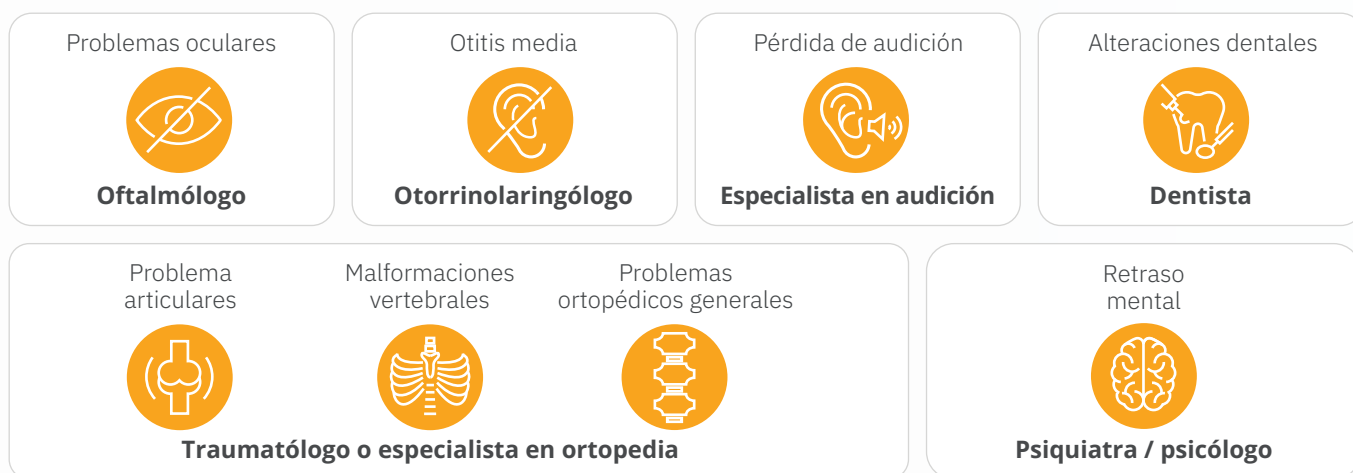 Problemas oculares
Oftalmólogo
Otitis media
Otorrinolaringólogo
Pérdida de audición
Especialista en audición
Alteraciones dentales
Dentista
Problema
articulares
Malformaciones
vertebrales
Problemas
ortopédicos generales
Traumatólogo o especialista en ortopedia
Retraso
mental
Psiquiatra / psicólogo